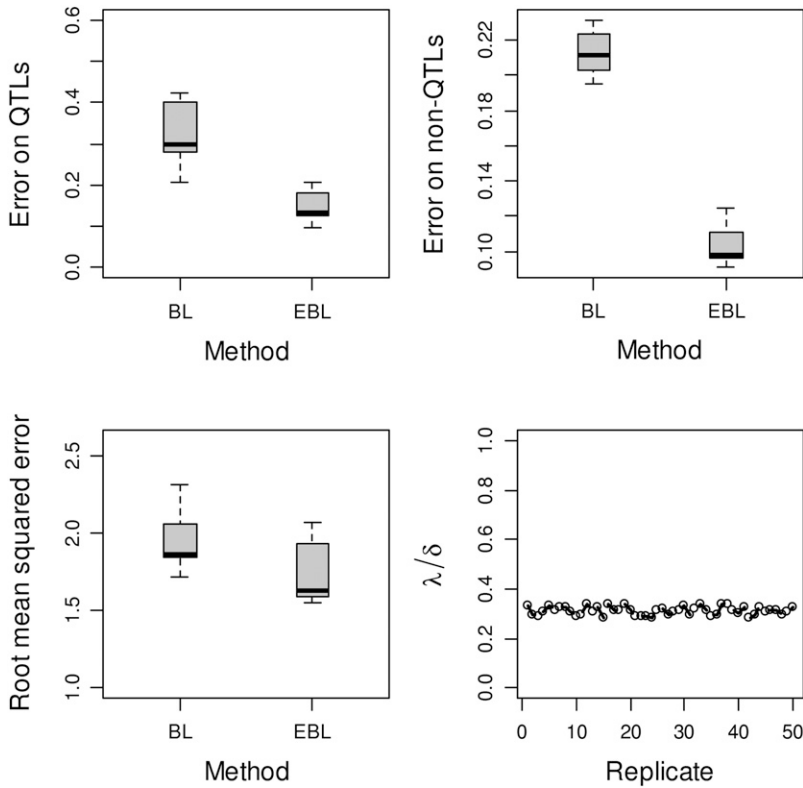 Error on QTLs
0.6
0.4
0.2
0.0
BL EBL
Method
Error on non-QTLs
0.22
0.18
0.14
0.10
BL EBL
Method
Root mean squared error
2.5
2.0
1.5
1.0
BL EBL
Method
λ/δ
1.0
0.8
0.6
0.4
0.2
0.0
0 10 20 30 40 50
Replicate